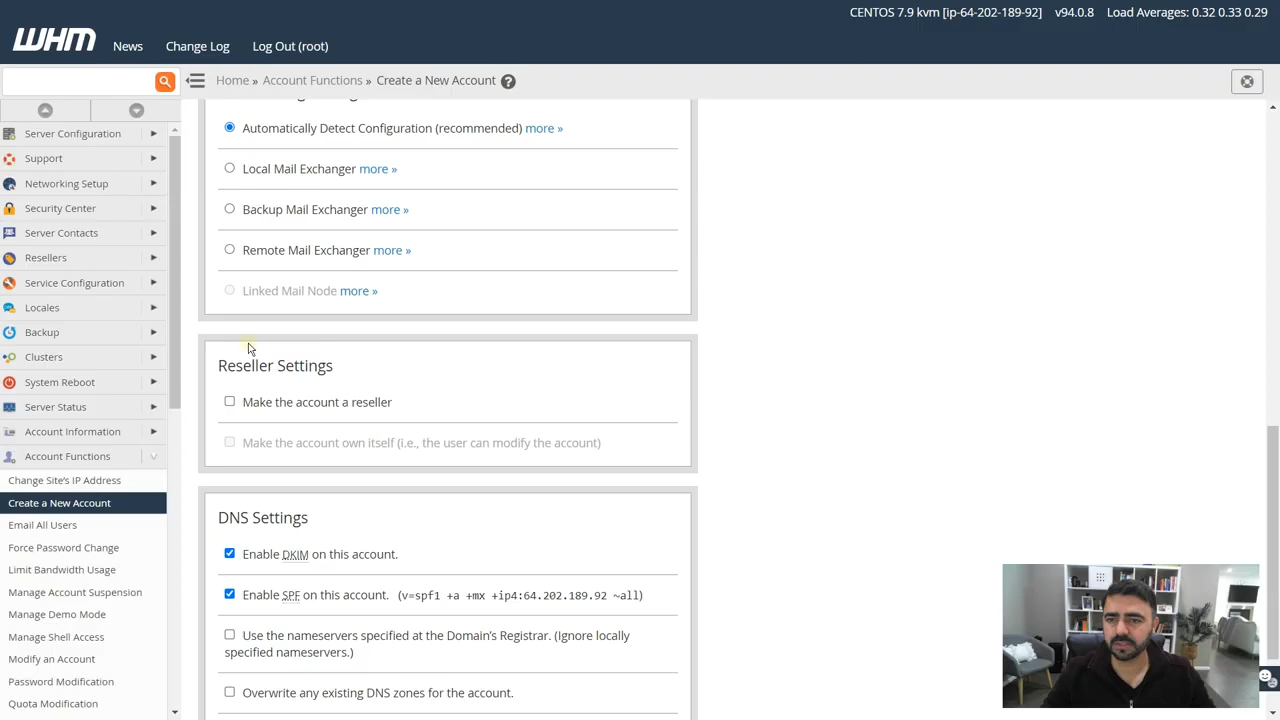 CENTOS 7.9 kvm [ip-64-202-189-92] v94.0.8 Load Averages: 0.32 0.33 0.29
WHM News Change Log Log Out (root)
Home » Account Functions » Create a New Account
Server Configuration
Support
Networking Setup
Security Center
Server Contacts
Resellers
Service Configuration
Locales
Backup
Clusters
System Reboot
Server Status
Account Information
Account Functions
Change Site's IP Address
Create a New Account
Email All Users
Force Password Change
Limit Bandwidth Usage
Manage Account Suspension
Manage Demo Mode
Manage Shell Access
Modify an Account
Password Modification
Quota Modification
Automatically Detect Configuration (recommended) more »
Local Mail Exchanger more »
Backup Mail Exchanger more »
Remote Mail Exchanger more »
Linked Mail Node more »
Reseller Settings
Make the account a reseller
Make the account own itself (i.e., the user can modify the account)
DNS Settings
Enable DKIM on this account.
Enable SPF on this account. (v=spf1 +a +mx +ip4:64.202.189.92 ~all)
Use the nameservers specified at the Domain's Registrar. (Ignore locally
specified nameservers.)
Overwrite any existing DNS zones for the account.